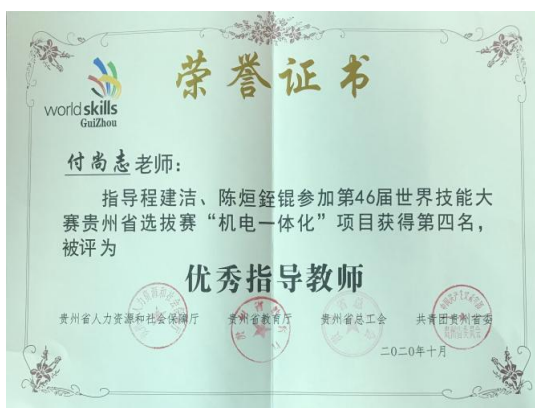 荣誉证书
world skills
GuiZhou
付尚志老师：
指导程建洁、陈烜铚锟参加第46届世界技能大
赛贵州省选拔赛“机电一体化”项目获得第四名，
被评为
优秀指导教师
贵州省人力资源和社会保障厅 贵州省教育厅 贵州省总工会 共青团贵州省委
二〇二〇年十月